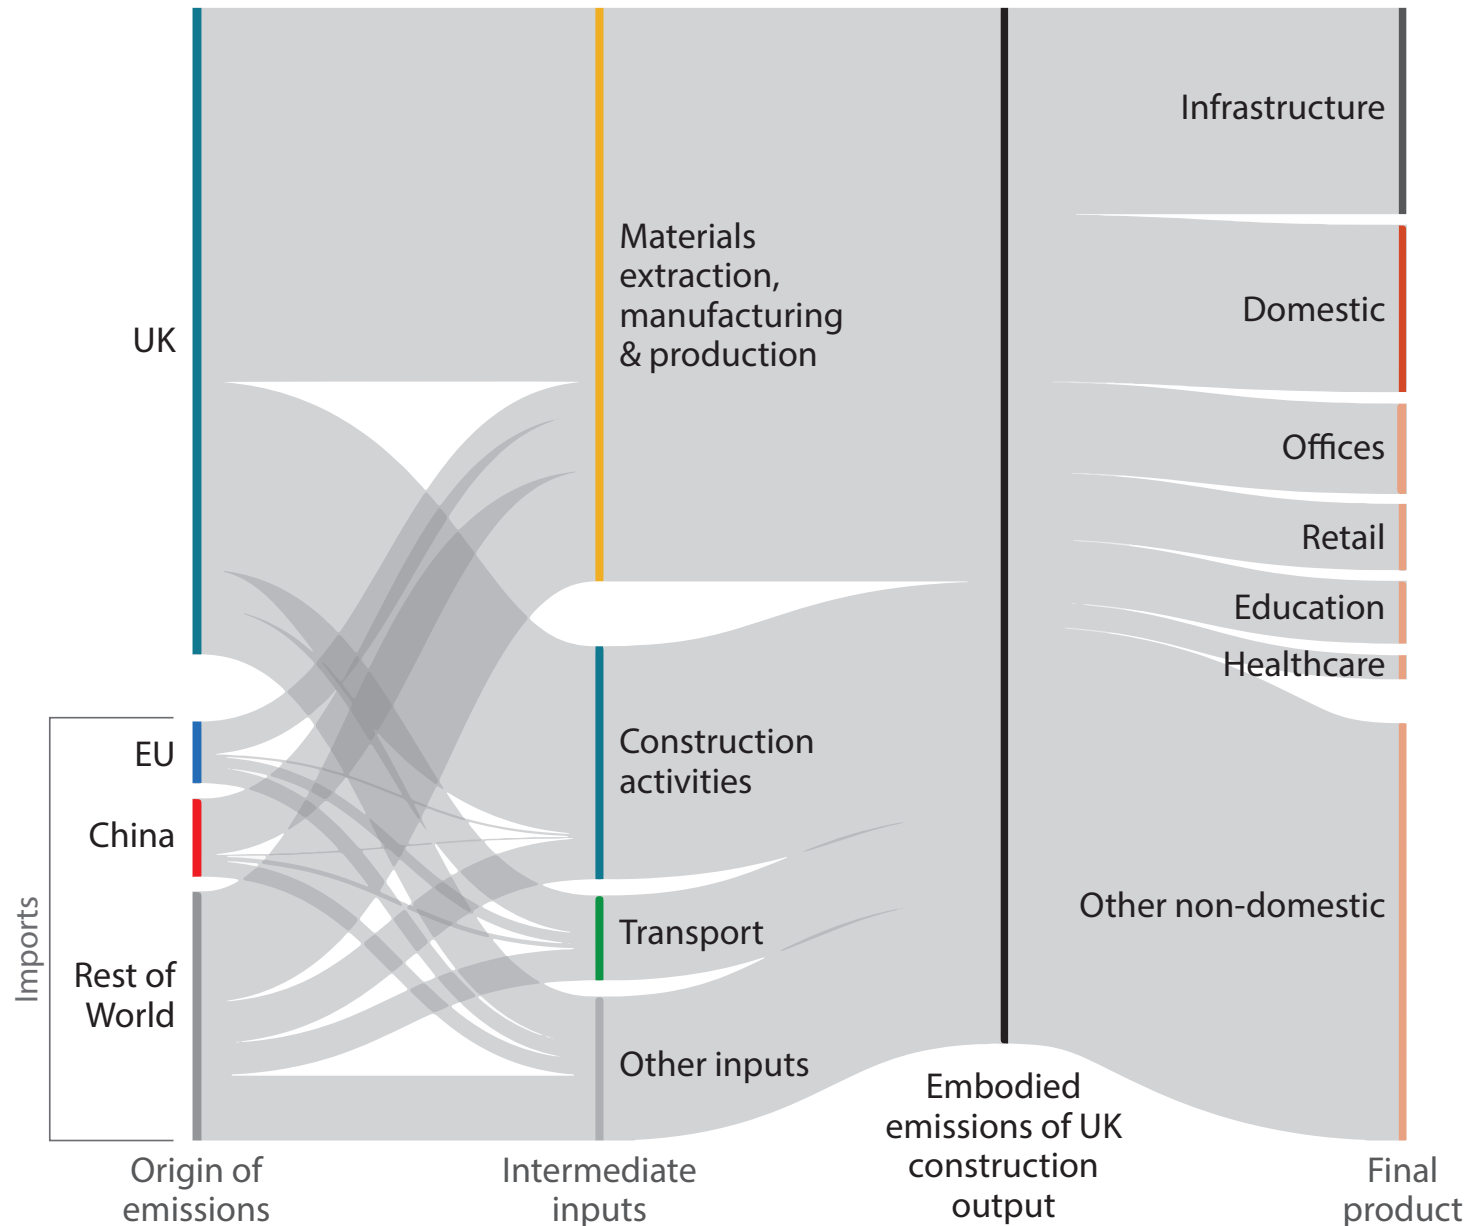 UK
EU
China
Rest of
World
Imports
Origin of
emissions
Materials
extraction,
manufacturing
& production
Construction
activities
Transport
Other inputs
Intermediate
inputs
Embodied
emissions of UK
construction
output
Infrastructure
Domestic
Offices
Retail
Education
Healthcare
Other non-domestic
Final
product